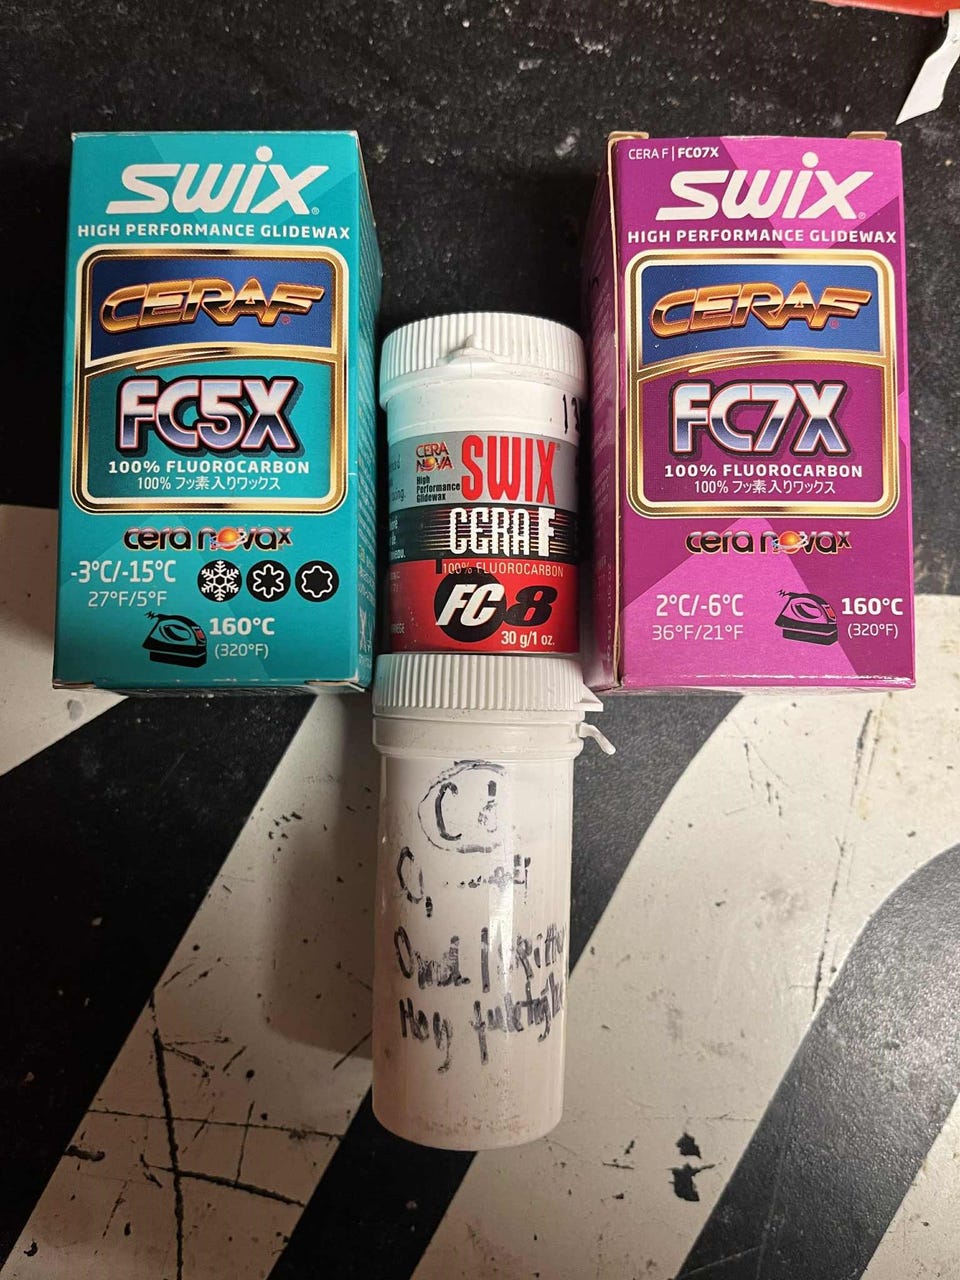 SWIX
HIGH PERFORMANCE GLIDEWAX
CERAF
FC5X
100% FLUOROCARBON
100% フッ素入りワックス
cera novax
-3°C/-15°C
27°F/5°F
160°C
(320°F)
CERA NOVA
High Performance Glidewax
SWIX
CERA F
100% FLUOROCARBON
FC 8
30 g/1 oz.
CERA F | FC07X
SWIX
HIGH PERFORMANCE GLIDEWAX
CERAF
FC7X
100% FLUOROCARBON
100% フッ素入りワックス
cera novax
2°C/-6°C
36°F/21°F
160°C
(320°F)
Høy